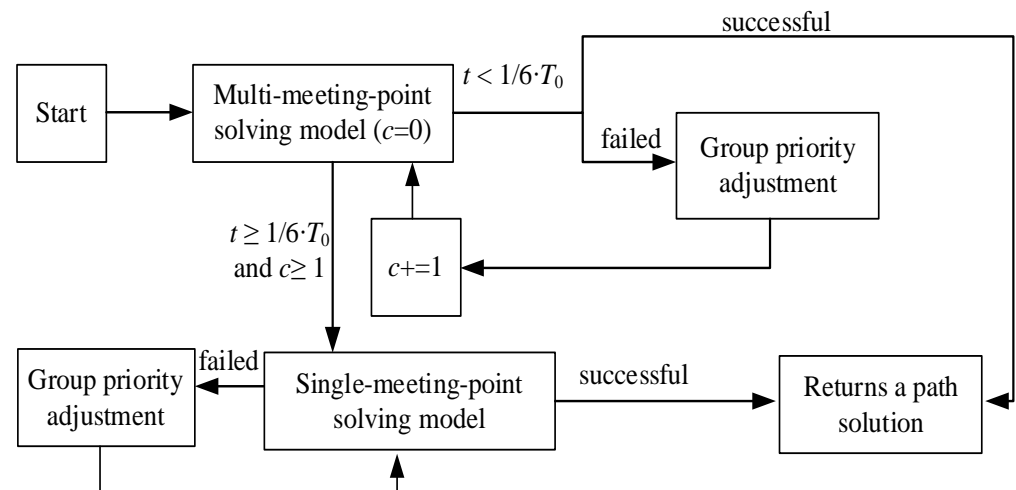 successful
Start
Multi-meeting-point
solving model (c=0)
t < 1/6·T₀
failed
Group priority
adjustment
t ≥ 1/6·T₀
and c≥ 1
c+=1
Group priority
adjustment
failed
Single-meeting-point
solving model
successful
Returns a path
solution